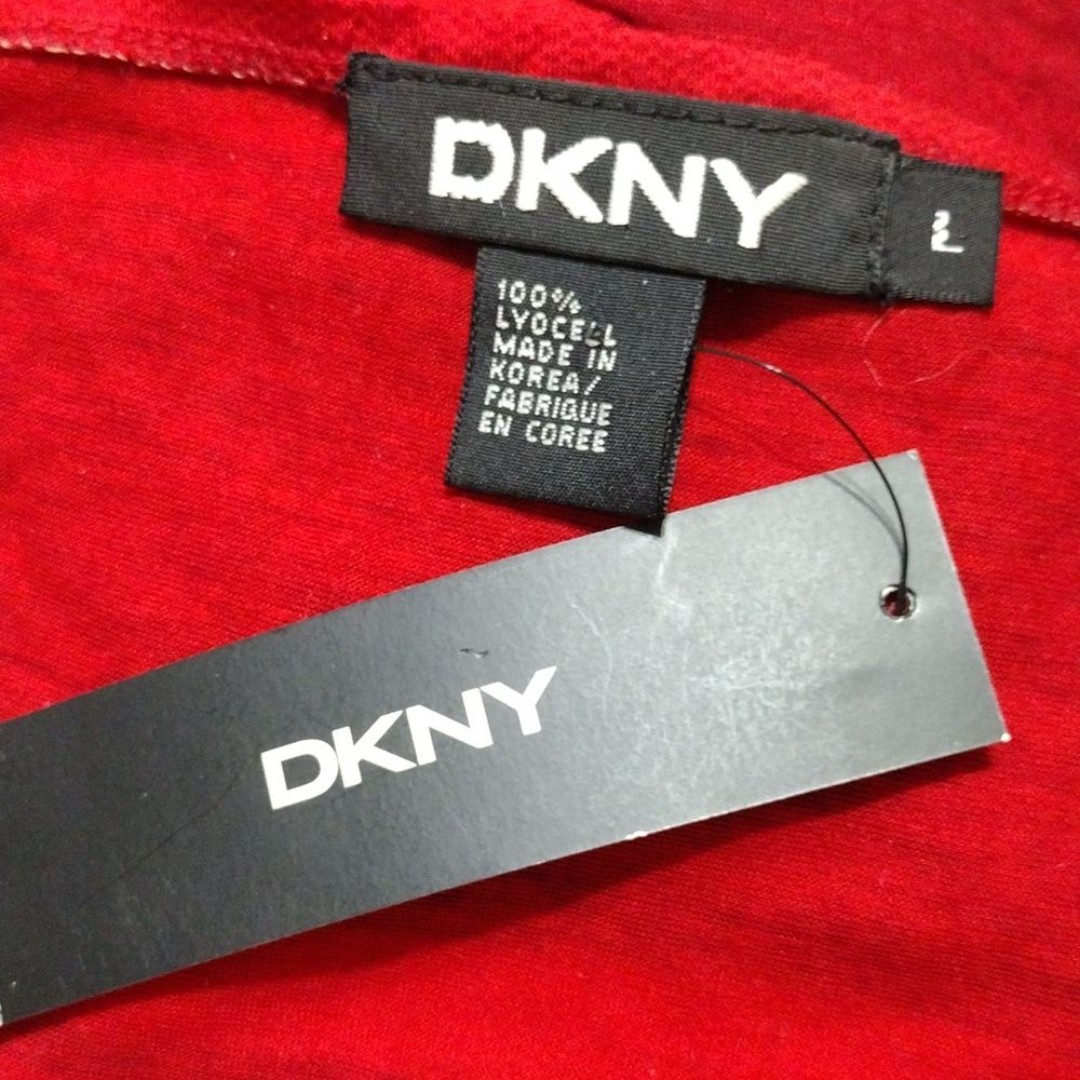 DKNY
L
100%
LYOCELL
MADE IN
KOREA/
FABRIQUE
EN COREE
DKNY